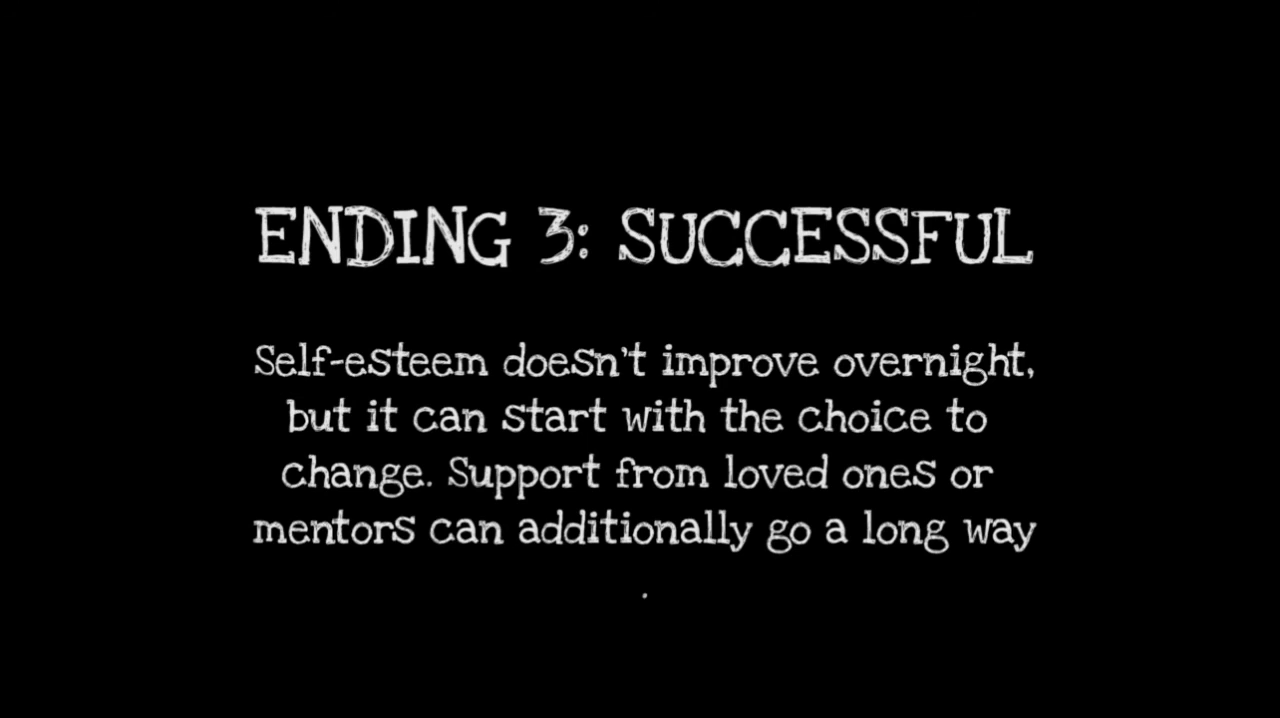 ENDING 3: SUCCESSFUL
Self-esteem doesn't improve overnight,
but it can start with the choice to
change. Support from loved ones or
mentors can additionally go a long way
.